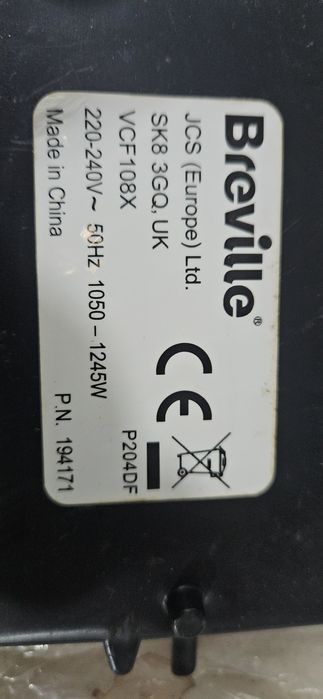 Breville®
JCS (Europe) Ltd.
SK8 3GQ, UK
VCF108X
P204DF
220-240V~ 50Hz 1050 – 1245W
Made in China
P.N. 194171
CE